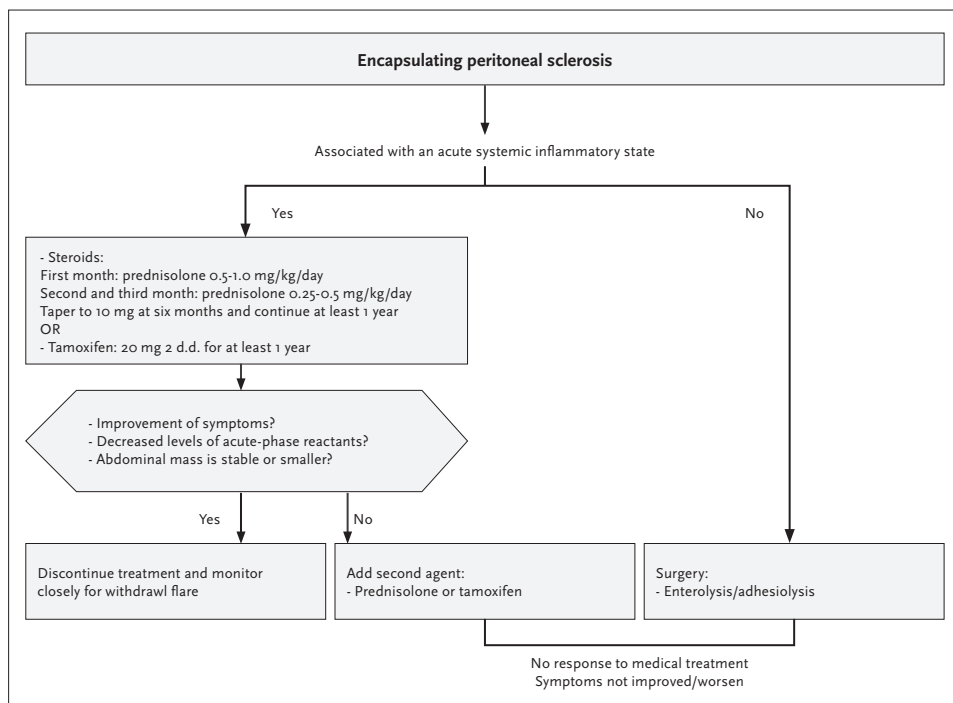 Encapsulating peritoneal sclerosis
Associated with an acute systemic inflammatory state
Yes
No
- Steroids:
First month: prednisolone 0.5-1.0 mg/kg/day
Second and third month: prednisolone 0.25-0.5 mg/kg/day
Taper to 10 mg at six months and continue at least 1 year
OR
- Tamoxifen: 20 mg 2 d.d. for at least 1 year
- Improvement of symptoms?
- Decreased levels of acute-phase reactants?
- Abdominal mass is stable or smaller?
Yes
No
Discontinue treatment and monitor
closely for withdrawl flare
Add second agent:
- Prednisolone or tamoxifen
Surgery:
- Enterolysis/adhesiolysis
No response to medical treatment
Symptoms not improved/worsen